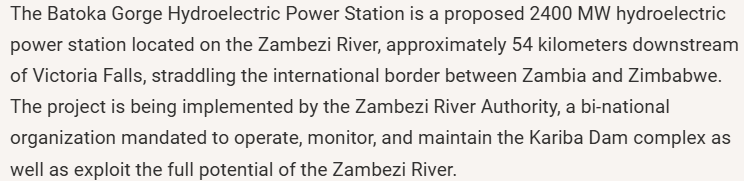 The Batoka Gorge Hydroelectric Power Station is a proposed 2400 MW hydroelectric
power station located on the Zambezi River, approximately 54 kilometers downstream
of Victoria Falls, straddling the international border between Zambia and Zimbabwe.
The project is being implemented by the Zambezi River Authority, a bi-national
organization mandated to operate, monitor, and maintain the Kariba Dam complex as
well as exploit the full potential of the Zambezi River.